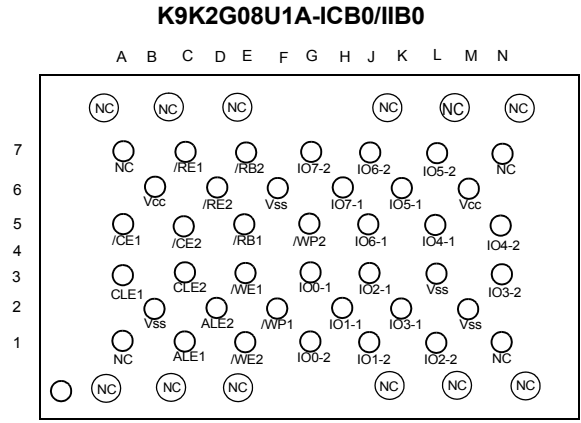 K9K2G08U1A-ICB0/IIB0
A B C D E F G H J K L M N
NC NC NC NC NC NC
7
NC /RE1 /RB2 IO7-2 IO6-2 IO5-2 NC
6
Vcc /RE2 Vss IO7-1 IO5-1 Vcc
5
/CE1 /CE2 /RB1 /WP2 IO6-1 IO4-1 IO4-2
4
3
CLE1 CLE2 /WE1 IO0-1 IO2-1 Vss IO3-2
2
Vss ALE2 /WP1 IO1-1 IO3-1 Vss
1
NC ALE1 /WE2 IO0-2 IO1-2 IO2-2 NC
NC NC NC NC NC NC